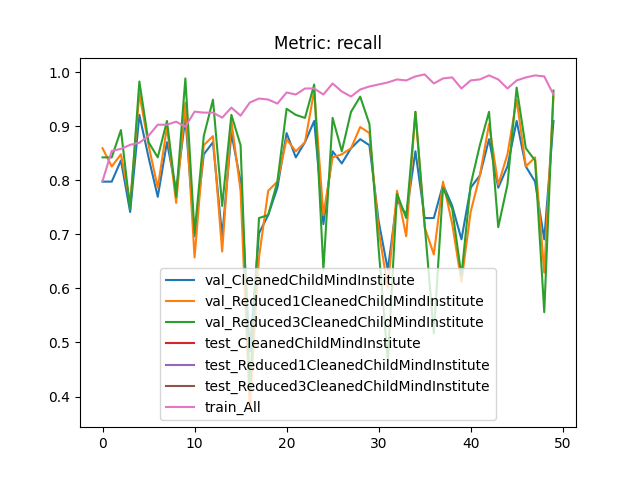 Metric: recall
1.0
0.9
0.8
0.7
0.6
0.5
0.4
val_CleanedChildMindInstitute
val_Reduced1CleanedChildMindInstitute
val_Reduced3CleanedChildMindInstitute
test_CleanedChildMindInstitute
test_Reduced1CleanedChildMindInstitute
test_Reduced3CleanedChildMindInstitute
train_All
0 10 20 30 40 50